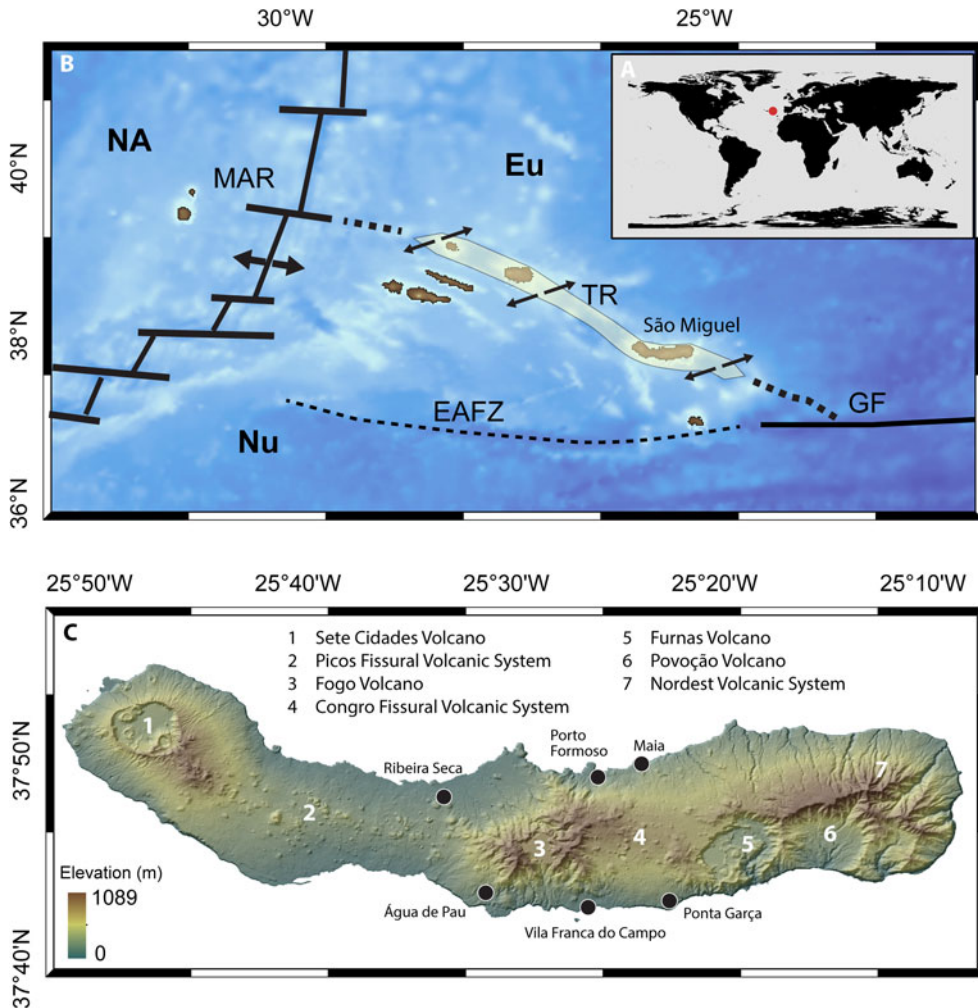 30°W
25°W
B
A
NA
Eu
MAR
TR
São Miguel
GF
EAFZ
Nu
40°N
38°N
36°N
25°50'W
25°40'W
25°30'W
25°20'W
25°10'W
C
1 Sete Cidades Volcano
2 Picos Fissural Volcanic System
3 Fogo Volcano
4 Congro Fissural Volcanic System
5 Furnas Volcano
6 Povoção Volcano
7 Nordest Volcanic System
37°50'N
37°40'N
1
2
3
4
5
6
7
Ribeira Seca
Porto
Formoso
Maia
Água de Pau
Vila Franca do Campo
Ponta Garça
Elevation (m)
1089
0